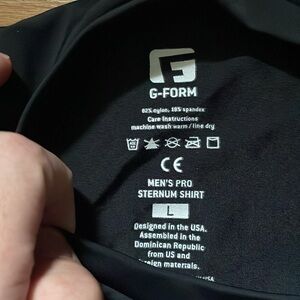 G-FORM
82% nylon, 18% spandex
Care Instructions
machine wash warm / line dry
CE
MEN'S PRO
STERNUM SHIRT
L
Designed in the USA.
Assembled in the
Dominican Republic
from US and
materials.